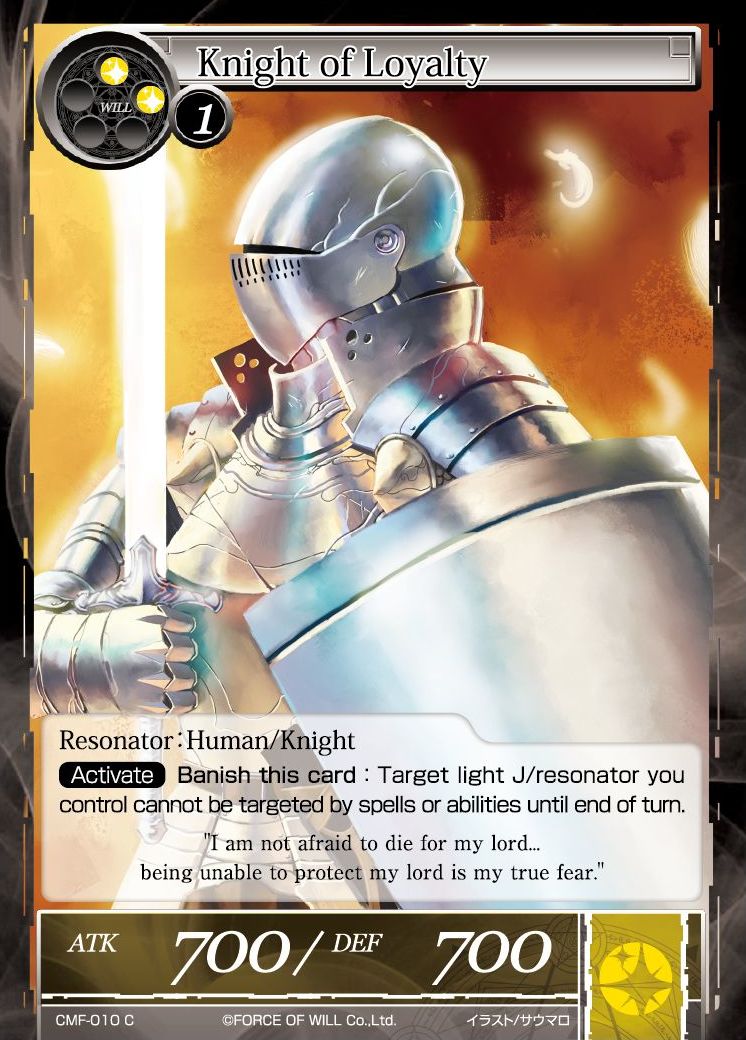 Knight of Loyalty
WILL
1
Resonator:Human/Knight
Activate Banish this card : Target light J/resonator you
control cannot be targeted by spells or abilities until end of turn.
"I am not afraid to die for my lord...
being unable to protect my lord is my true fear."
ATK 700 / DEF 700
CMF-010 C ©FORCE OF WILL Co.,Ltd. イラスト/サウマロ